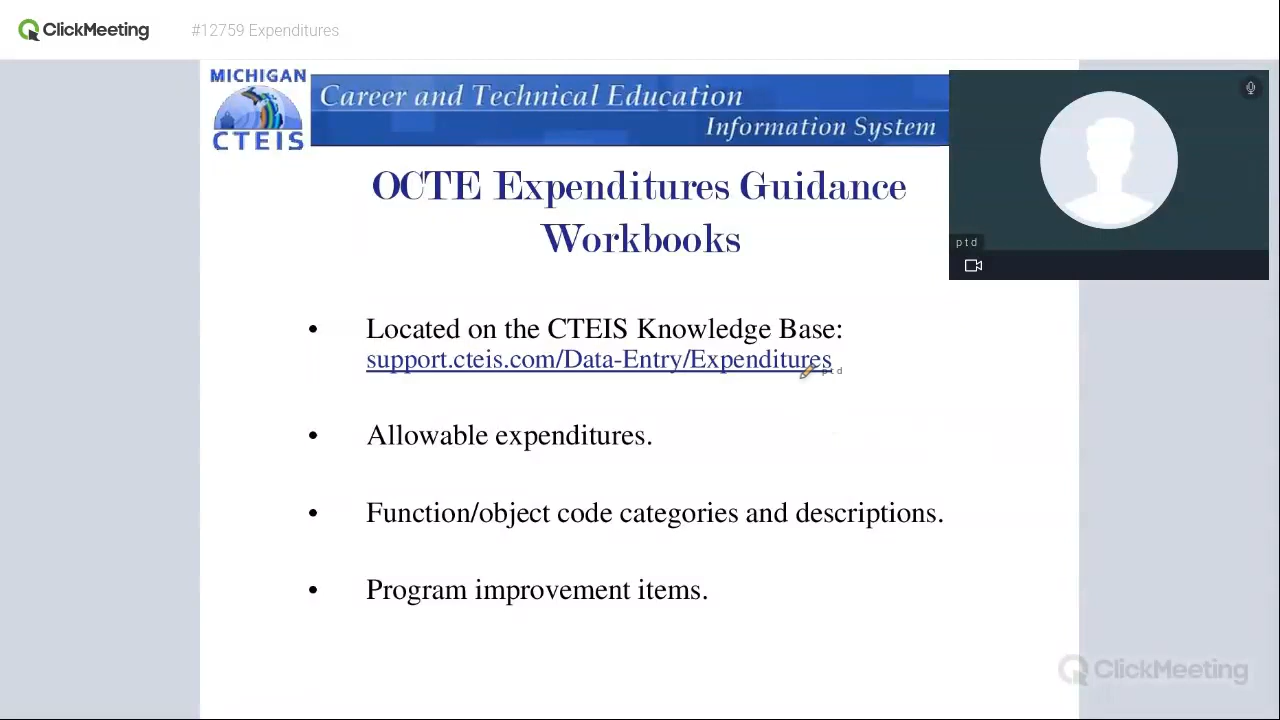 ClickMeeting
#12759 Expenditures
MICHIGAN
CTEIS
Career and Technical Education
Information System
OCTE Expenditures Guidance
Workbooks
ptd
• Located on the CTEIS Knowledge Base:
support.cteis.com/Data-Entry/Expenditures
ptd
• Allowable expenditures.
• Function/object code categories and descriptions.
• Program improvement items.
ClickMeeting